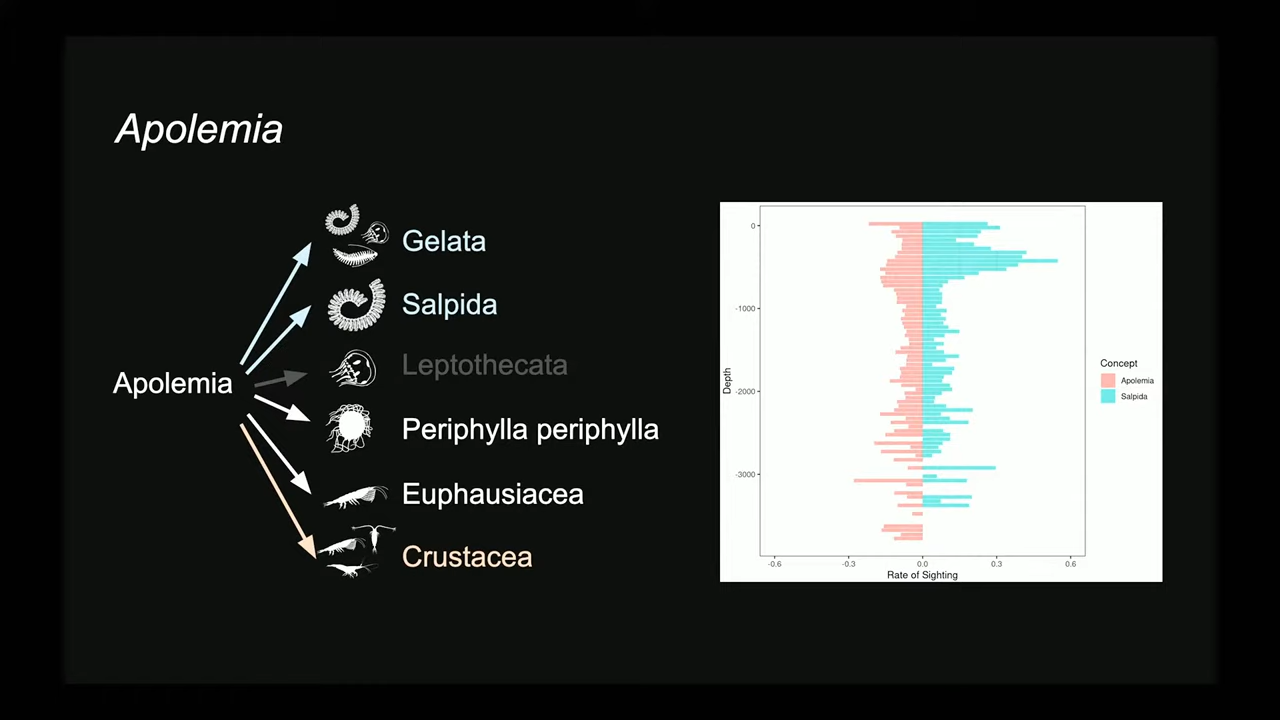 Apolemia
Apolemia
Gelata
Salpida
Leptothecata
Periphylla periphylla
Euphausiacea
Crustacea
Depth
0
-1000
-2000
-3000
-0.6 -0.3 0.0 0.3 0.6
Rate of Sighting
Concept
Apolemia
Salpida